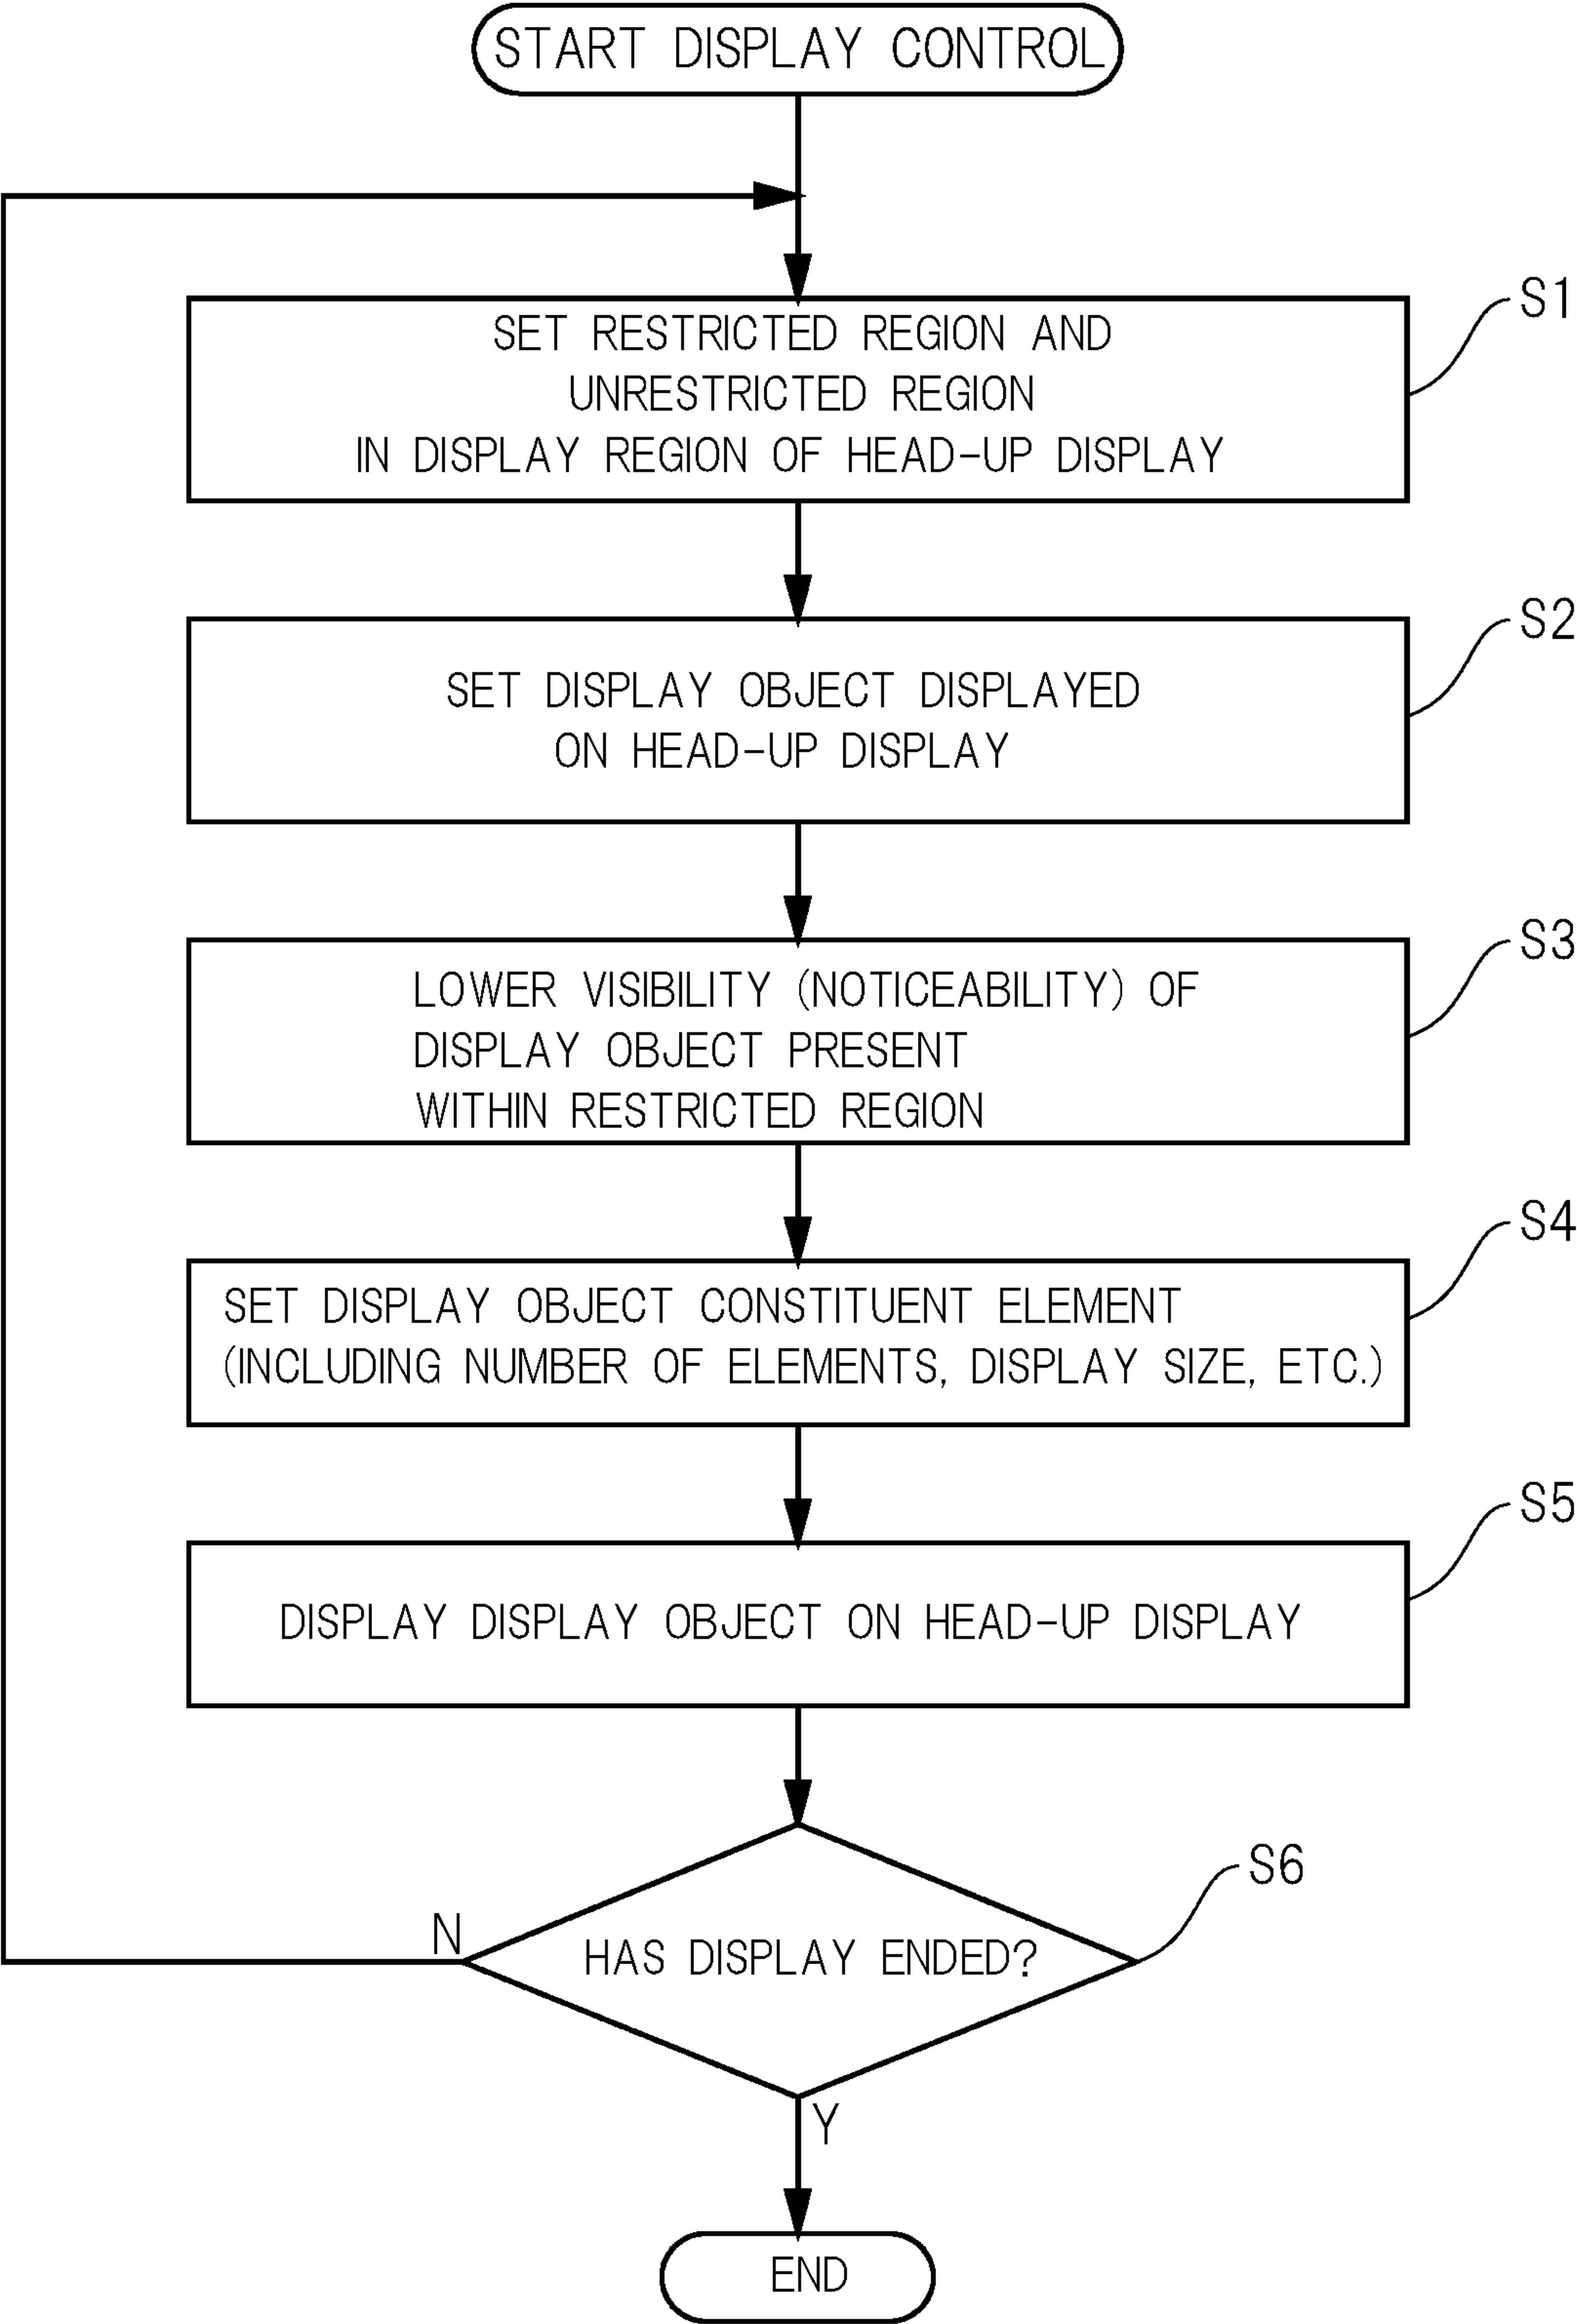 START DISPLAY CONTROL
SET RESTRICTED REGION AND
UNRESTRICTED REGION
IN DISPLAY REGION OF HEAD-UP DISPLAY
S1
SET DISPLAY OBJECT DISPLAYED
ON HEAD-UP DISPLAY
S2
LOWER VISIBILITY (NOTICEABILITY) OF
DISPLAY OBJECT PRESENT
WITHIN RESTRICTED REGION
S3
SET DISPLAY OBJECT CONSTITUENT ELEMENT
(INCLUDING NUMBER OF ELEMENTS, DISPLAY SIZE, ETC.)
S4
DISPLAY DISPLAY OBJECT ON HEAD-UP DISPLAY
S5
HAS DISPLAY ENDED?
S6
N
Y
END